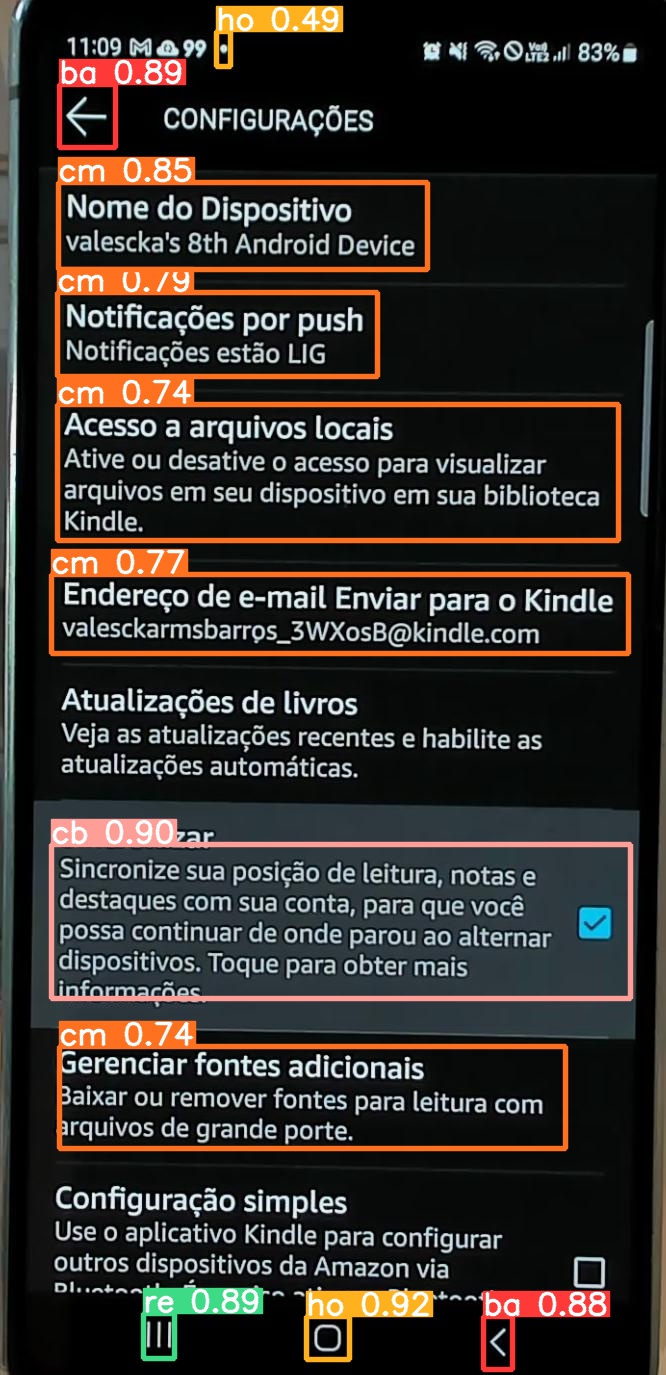 ho 0.49
11:09 99 83%
ba 0.89
CONFIGURAÇÕES
cm 0.85
Nome do Dispositivo
valescka's 8th Android Device
cm 0.79
Notificações por push
Notificações estão LIG
cm 0.74
Acesso a arquivos locais
Ative ou desative o acesso para visualizar
arquivos em seu dispositivo em sua biblioteca
Kindle.
cm 0.77
Endereço de e-mail Enviar para o Kindle
valesckarmsbarros_3WXosB@kindle.com
Atualizações de livros
Veja as atualizações recentes e habilite as
atualizações automáticas.
cb 0.90
Sincronize sua posição de leitura, notas e
destaques com sua conta, para que você
possa continuar de onde parou ao alternar
dispositivos. Toque para obter mais
informações.
cm 0.74
Gerenciar fontes adicionais
Baixar ou remover fontes para leitura com
arquivos de grande porte.
Configuração simples
Use o aplicativo Kindle para configurar
outros dispositivos da Amazon via
re 0.89 ho 0.92 ba 0.88